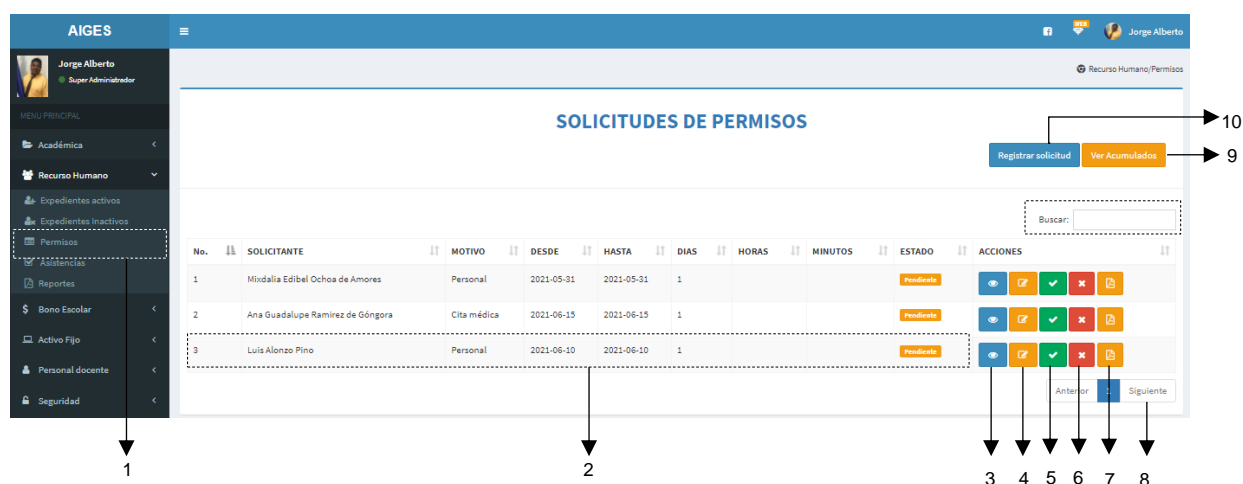 AIGES
WEB
Jorge Alberto
Jorge Alberto
Super Administrador
Recurso Humano/Permisos
MENU PRINCIPAL
SOLICITUDES DE PERMISOS
10
Académica
Registrar solicitud Ver Acumulados
9
Recurso Humano
Expedientes activos
Expedientes Inactivos
Buscar:
Permisos
No. SOLICITANTE MOTIVO DESDE HASTA DIAS HORAS MINUTOS ESTADO ACCIONES
Asistencias
1 Mixdalia Edibel Ochoa de Amores Personal 2021-05-31 2021-05-31 1 Pendiente
Reportes
$ Bono Escolar
2 Ana Guadalupe Ramirez de Góngora Cita médica 2021-06-15 2021-06-15 1 Pendiente
Activo Fijo
3 Luis Alonzo Pino Personal 2021-06-10 2021-06-10 1 Pendiente
Personal docente
Anterior 1 Siguiente
Seguridad
1 2 3 4 5 6 7 8